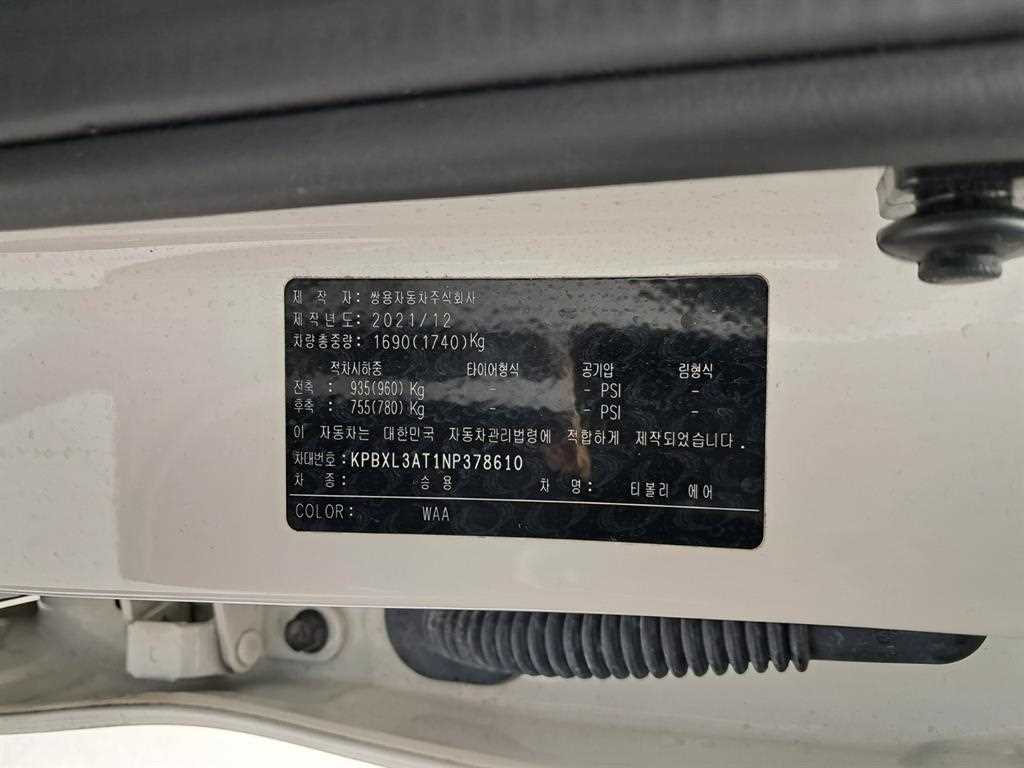 제 작 자 : 쌍용자동차주식회사
제작년도: 2021/12
차량총중량: 1690(1740)Kg
적차시하중 타이어형식 공기압 림형식
전축 : 935(960) Kg - - PSI -
후축 : 755(780) Kg - - PSI -
이 자동차는 대한민국 자동차관리법령에 적합하게 제작되었습니다.
차대번호: KPBXL3AT1NP378610
차 종: 승 용 차 명: 티볼리 에어
COLOR: WAA